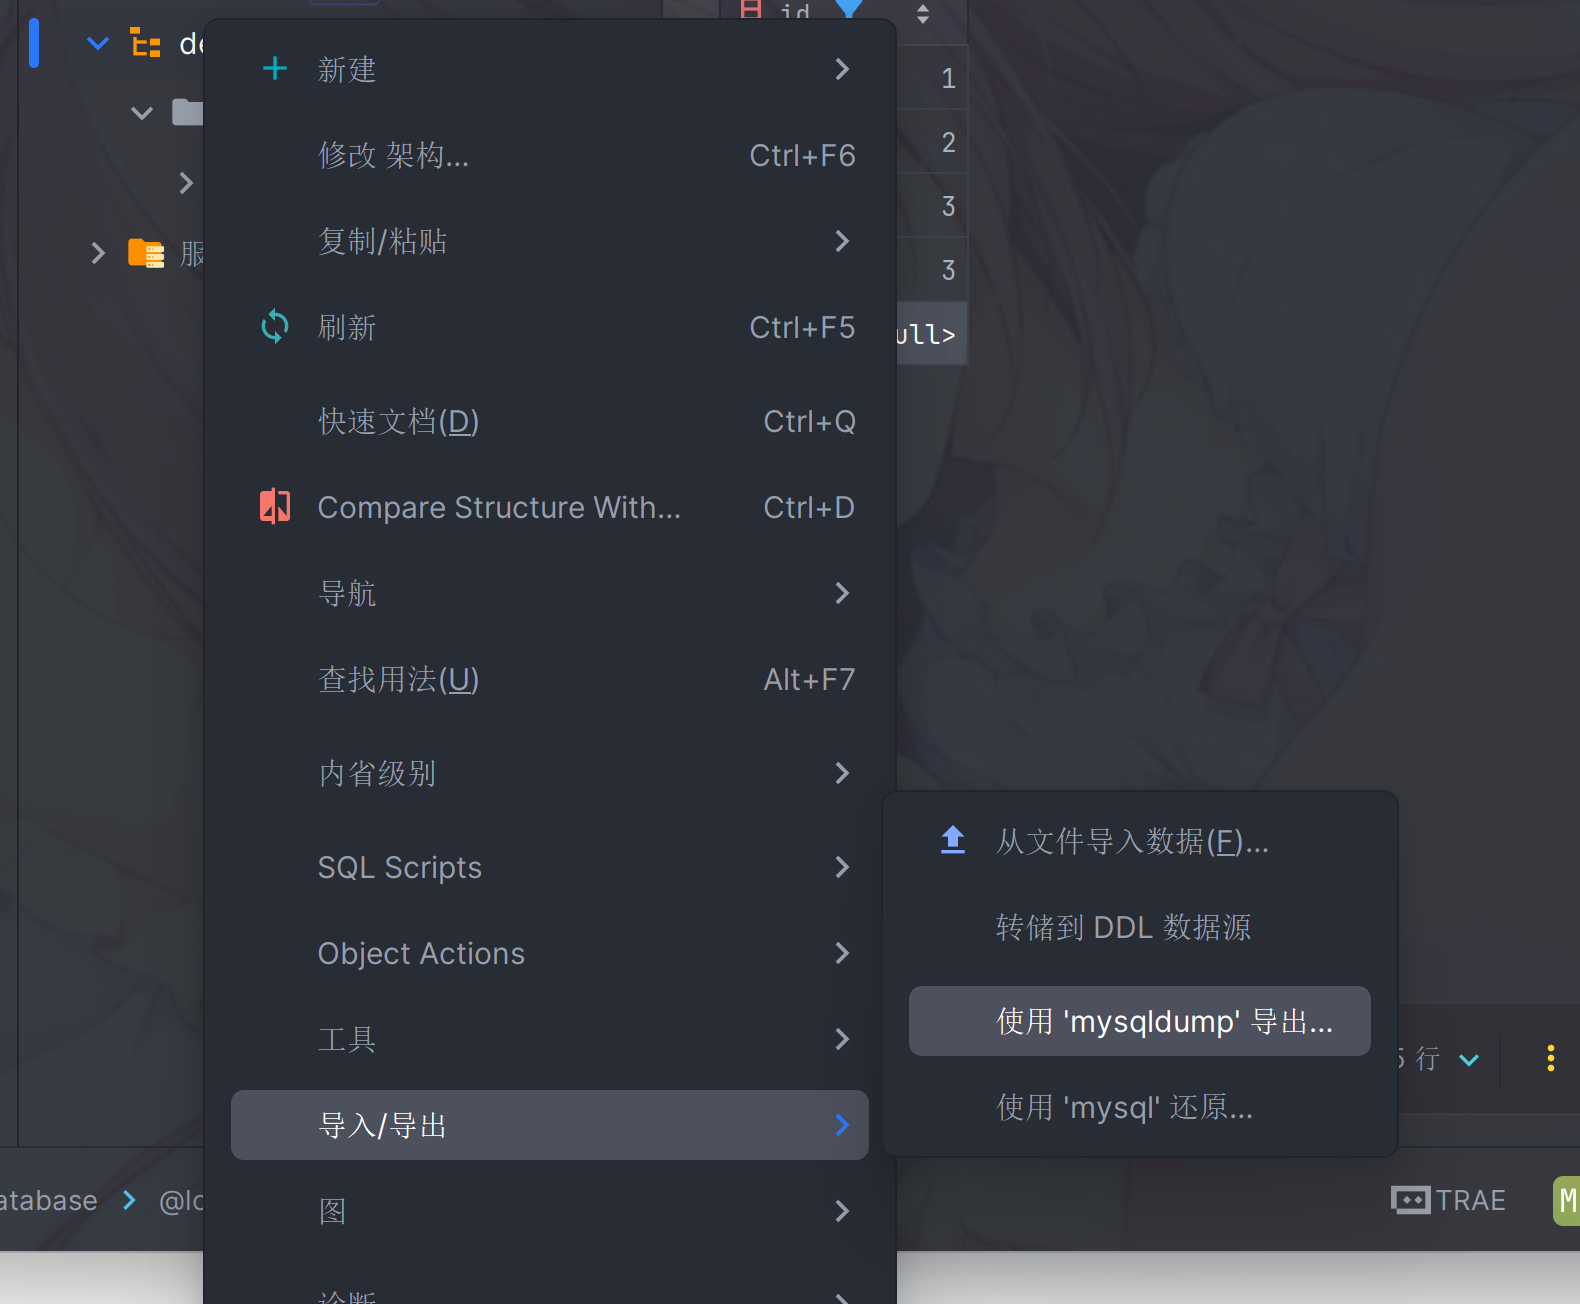 id
de
1
新建
2
修改 架构... Ctrl+F6
3
复制/粘贴
服
3
刷新 Ctrl+F5
ull>
快速文档(D) Ctrl+Q
Compare Structure With... Ctrl+D
导航
查找用法(U) Alt+F7
内省级别
SQL Scripts
Object Actions
工具
导入/导出
图
诊断
从文件导入数据(F)...
转储到 DDL 数据源
使用 'mysqldump' 导出...
使用 'mysql' 还原...
5 行
atabase
@lo
TRAE
M